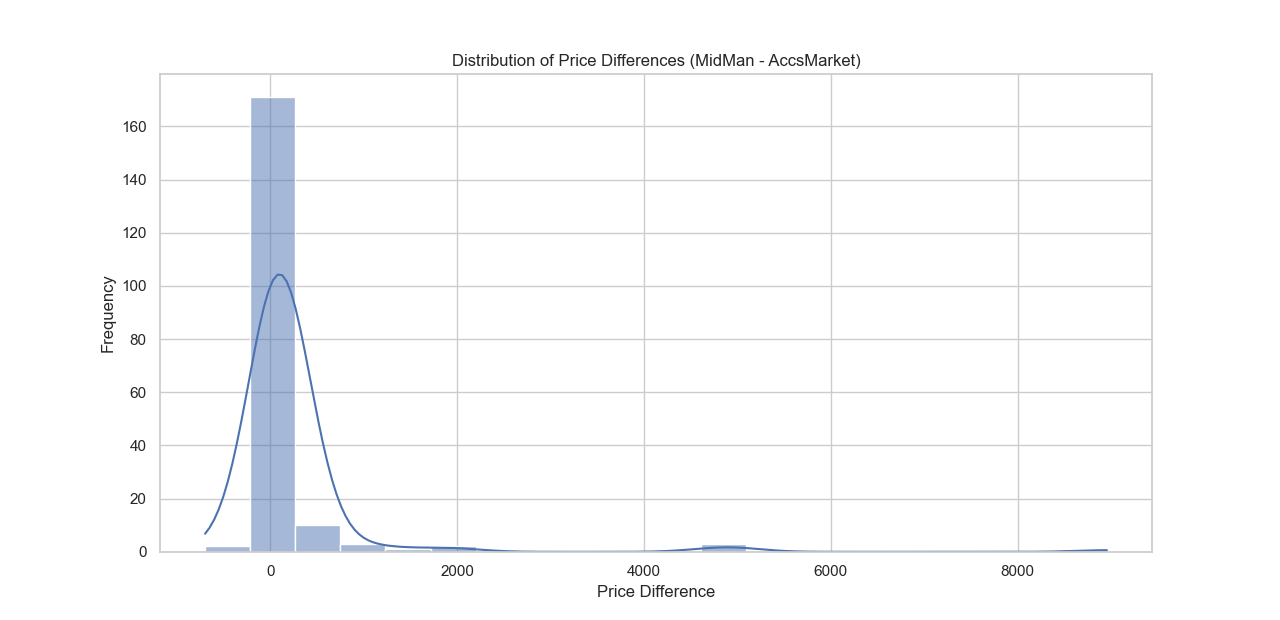 Distribution of Price Differences (MidMan - AccsMarket)
160
140
120
100
80
60
40
20
0
Frequency
0 2000 4000 6000 8000
Price Difference